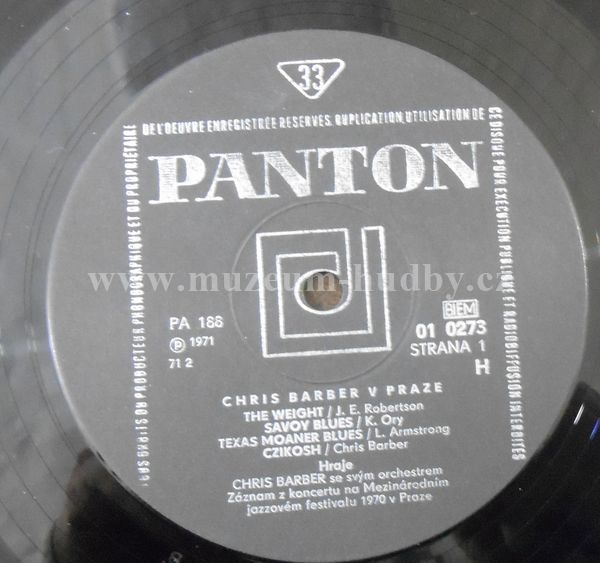 33
DE L'OEUVRE ENREGISTRÉE RESERVÉS. DUPLICATION, UTILISATION DE
CE DISQUE POUR EXÉCUTION PUBLIQUE ET RADIODIFFUSION INTERDITES
TOUS DROITS DU PRODUCTEUR PHONOGRAPHIQUE ET DU PROPRIÉTAIRE
PANTON
www.muzeum-hudby.cz
PA 188
℗ 1971
71 2
BIEM
01 0273
STRANA 1
H
CHRIS BARBER V PRAZE
THE WEIGHT / J. E. Robertson
SAVOY BLUES / K. Ory
TEXAS MOANER BLUES / L. Armstrong
CZIKOSH / Chris Barber
Hraje
CHRIS BARBER se svým orchestrem
Záznam z koncertu na Mezinárodním
jazzovém festivalu 1970 v Praze